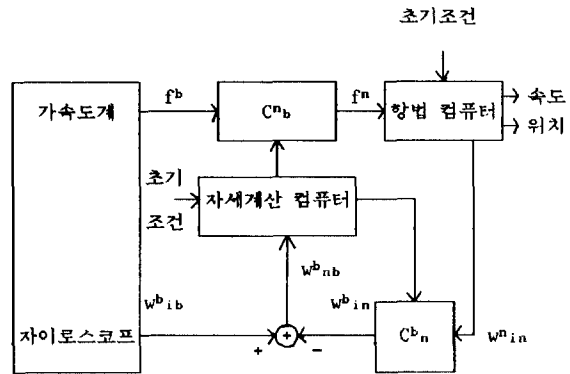 초기조건
가속도계
f^b
C^n_b
f^n
항법 컴퓨터
속도
위치
초기
조건
자세계산 컴퓨터
W^b_nb
W^b_ib
W^b_in
자이로스코프
+
+
−
C^b_n
W^n_in